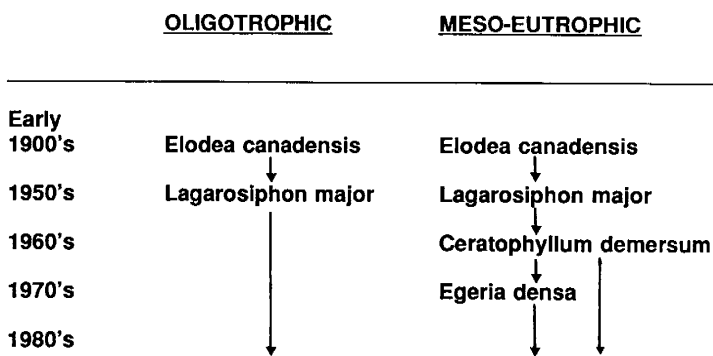 OLIGOTROPHIC MESO-EUTROPHIC
Early
1900's Elodea canadensis Elodea canadensis
1950's Lagarosiphon major Lagarosiphon major
1960's Ceratophyllum demersum
1970's Egeria densa
1980's